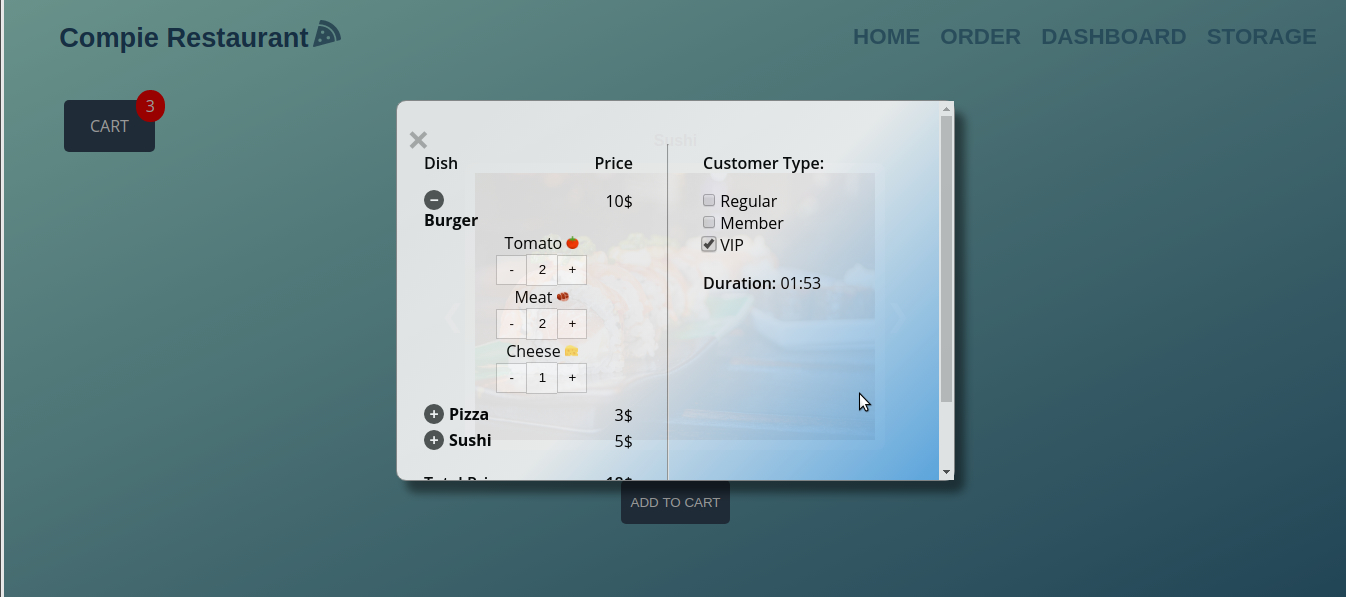 Compie Restaurant
HOME ORDER DASHBOARD STORAGE
CART
3
Sushi
Dish Price
10$
Burger
Tomato
- 2 +
Meat
- 2 +
Cheese
- 1 +
Pizza 3$
Sushi 5$
Customer Type:
Regular
Member
VIP
Duration: 01:53
ADD TO CART